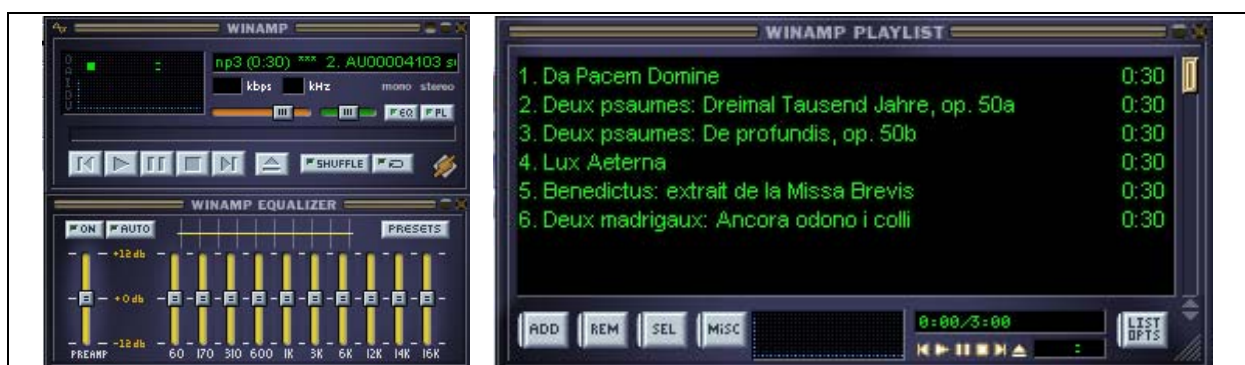 WINAMP
np3 (0:30) *** 2. AU00004103 s
kbps kHz mono stereo
EQ PL
SHUFFLE
WINAMP EQUALIZER
ON AUTO PRESETS
+12 db
+0 db
-12 db
PREAMP 60 170 310 600 1K 3K 6K 12K 14K 16K
WINAMP PLAYLIST
1. Da Pacem Domine 0:30
2. Deux psaumes: Dreimal Tausend Jahre, op. 50a 0:30
3. Deux psaumes: De profundis, op. 50b 0:30
4. Lux Aeterna 0:30
5. Benedictus: extrait de la Missa Brevis 0:30
6. Deux madrigaux: Ancora odono i colli 0:30
ADD REM SEL MISC
0:00/3:00
LIST
OPTS